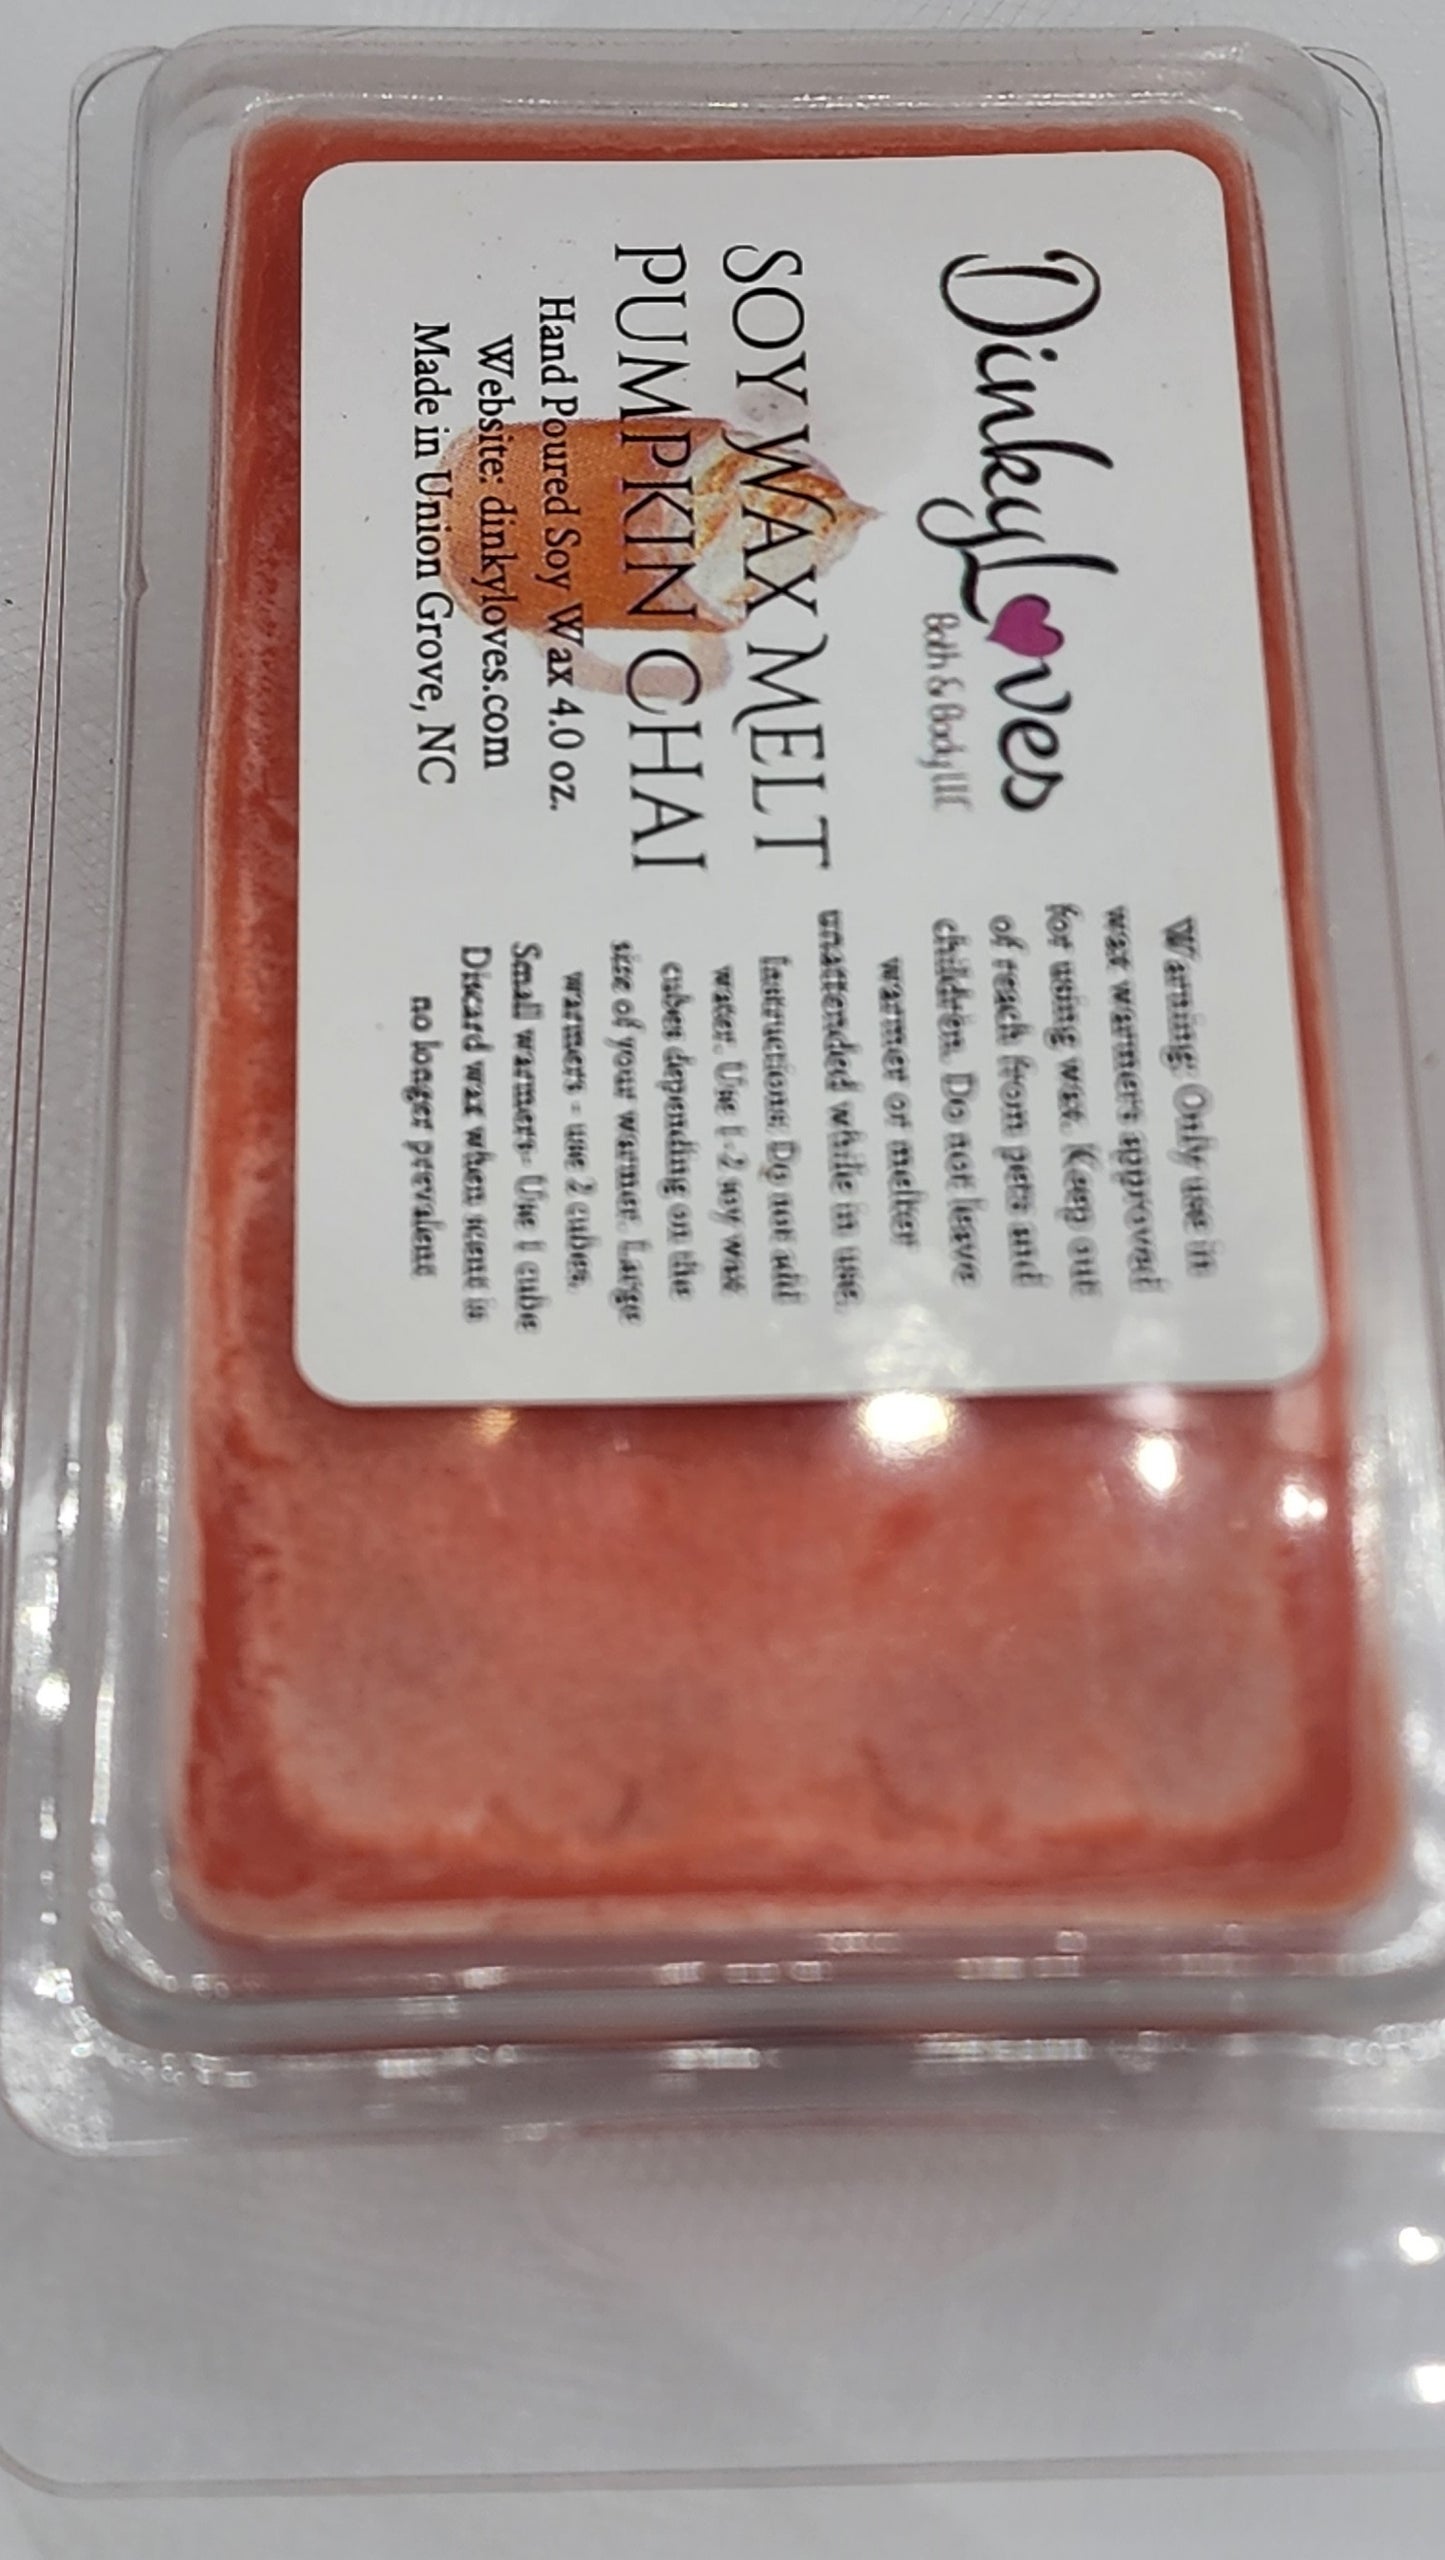 DinkyLoves
Bath & Body LLC
SOY WAX MELT
PUMPKIN CHAI
Hand Poured Soy Wax 4.0 oz.
Website: dinkyloves.com
Made in Union Grove, NC
Warning: Only use in
wax warmers approved
for using wax. Keep out
of reach from pets and
children. Do not leave
warmer or melter
unattended while in use.
Instructions: Do not add
water. Use 1-2 soy wax
cubes depending on the
size of your warmer. Large
warmers - use 2 cubes.
Small warmers- Use 1 cube
Discard wax when scent is
no longer prevalent